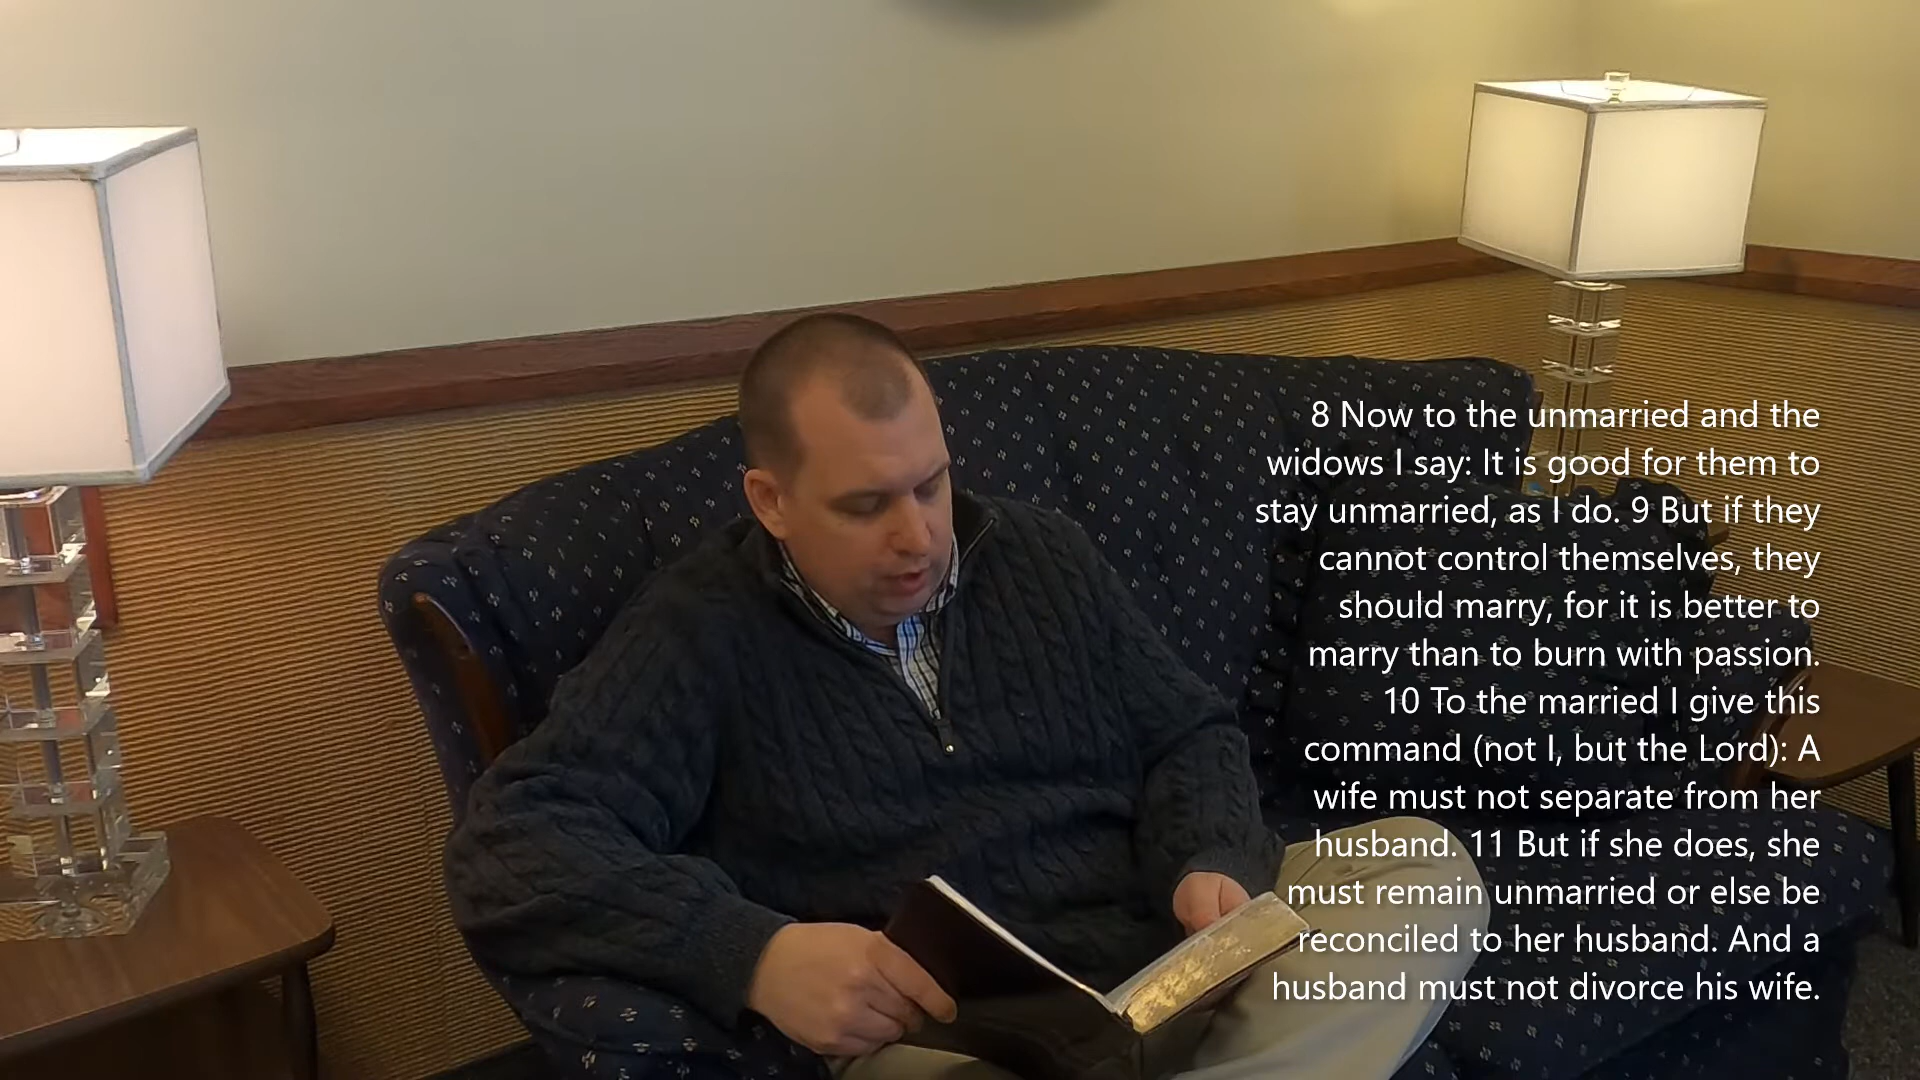 8 Now to the unmarried and the
widows I say: It is good for them to
stay unmarried, as I do. 9 But if they
cannot control themselves, they
should marry, for it is better to
marry than to burn with passion.
10 To the married I give this
command (not I, but the Lord): A
wife must not separate from her
husband. 11 But if she does, she
must remain unmarried or else be
reconciled to her husband. And a
husband must not divorce his wife.